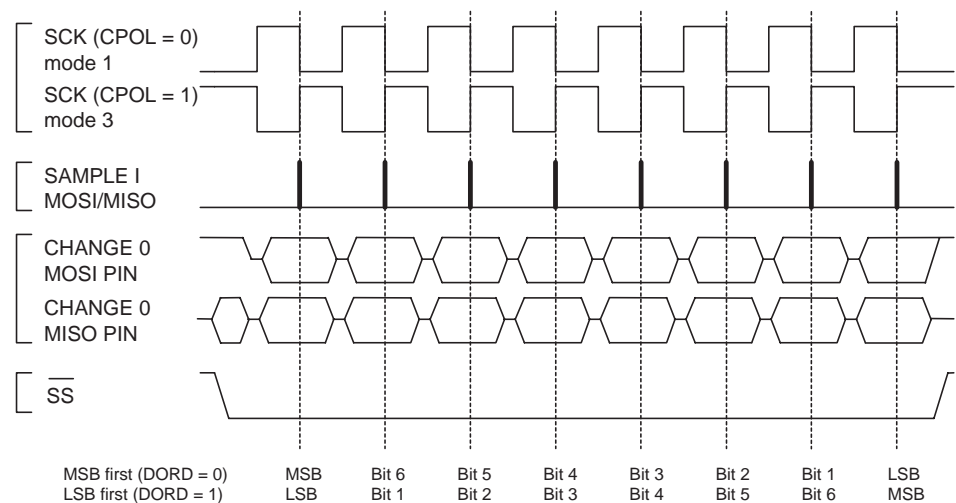 SCK (CPOL = 0)
mode 1
SCK (CPOL = 1)
mode 3
SAMPLE I
MOSI/MISO
CHANGE 0
MOSI PIN
CHANGE 0
MISO PIN
SS
MSB first (DORD = 0) MSB Bit 6 Bit 5 Bit 4 Bit 3 Bit 2 Bit 1 LSB
LSB first (DORD = 1) LSB Bit 1 Bit 2 Bit 3 Bit 4 Bit 5 Bit 6 MSB